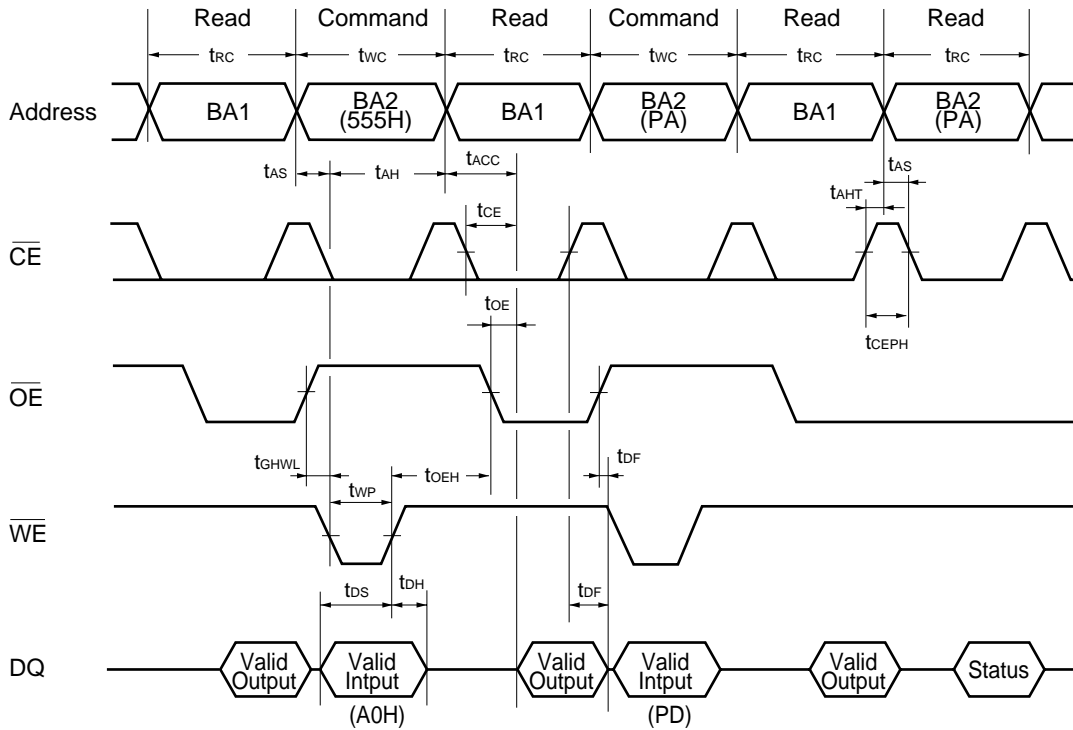 Read Command Read Command Read Read
tRC tWC tRC tWC tRC tRC
Address BA1 BA2 BA1 BA2 BA1 BA2
(555H) (PA) (PA)
tAS tAH tACC tAS
tAHT
tCE
CE
tOE
tCEPH
OE
tGHWL tWP tOEH tDF
WE
tDS tDH tDF
DQ Valid Valid Valid Valid Valid Status
Output Intput Output Intput Output
(A0H) (PD)